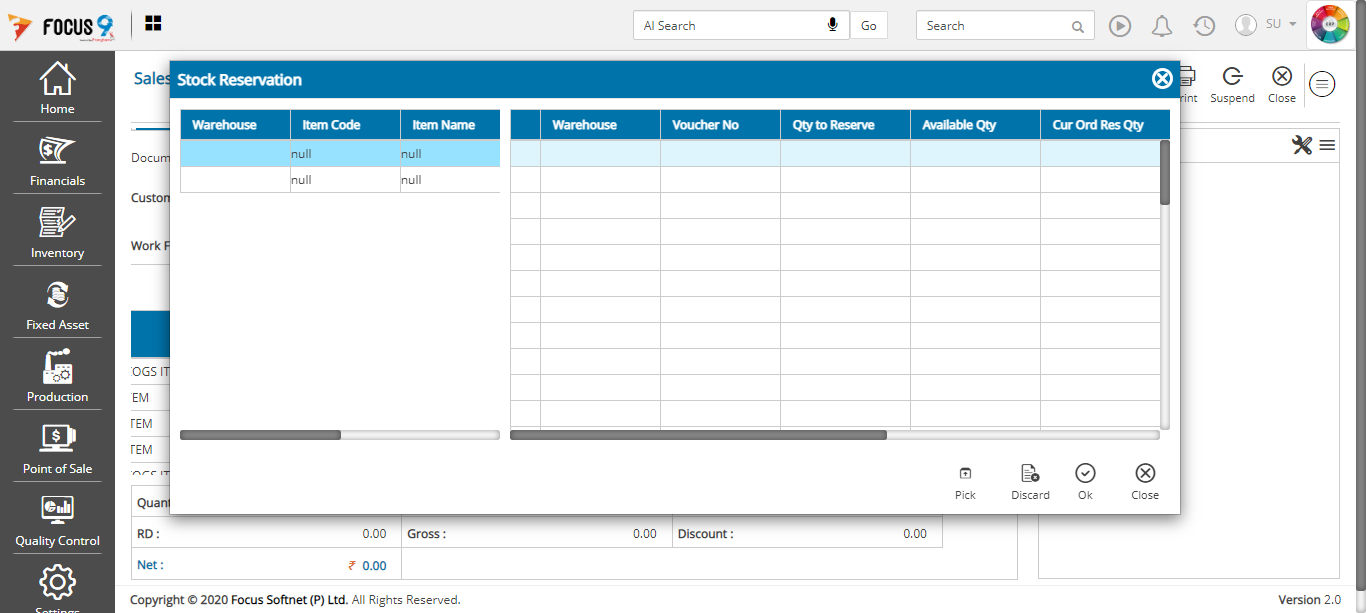 FOCUS 9
AI Search
Go
Search
SU
Home
Financials
Inventory
Fixed Asset
Production
Point of Sale
Quality Control
Settings
Sales
rint
Suspend
Close
Docum
Custom
Work F
OGS IT
EM
TEM
TEM
OGS IT
Stock Reservation
Warehouse Item Code Item Name
null null
null null
Warehouse Voucher No Qty to Reserve Available Qty Cur Ord Res Qty
Pick
Discard
Ok
Close
Quant
RD : 0.00 Gross : 0.00 Discount : 0.00
Net : ₹ 0.00
Copyright © 2020 Focus Softnet (P) Ltd. All Rights Reserved.
Version 2.0